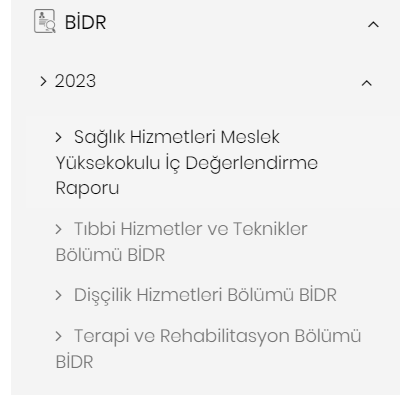 BİDR
2023
Sağlık Hizmetleri Meslek
Yüksekokulu İç Değerlendirme
Raporu
Tıbbi Hizmetler ve Teknikler
Bölümü BİDR
Dişçilik Hizmetleri Bölümü BİDR
Terapi ve Rehabilitasyon Bölümü
BİDR